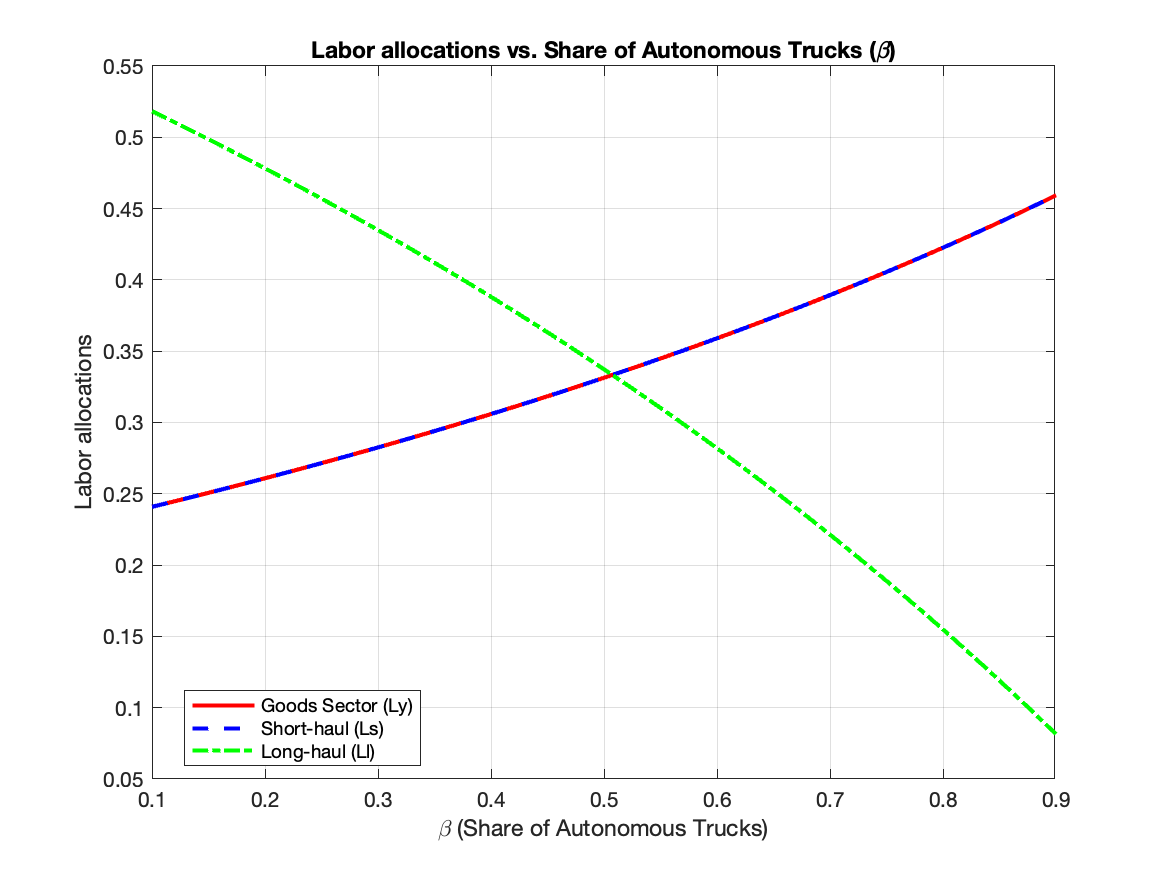 Labor allocations vs. Share of Autonomous Trucks (β)
0.55
0.5
0.45
0.4
0.35
0.3
0.25
0.2
0.15
0.1
0.05
Labor allocations
Goods Sector (Ly)
Short-haul (Ls)
Long-haul (Ll)
0.1 0.2 0.3 0.4 0.5 0.6 0.7 0.8 0.9
β (Share of Autonomous Trucks)